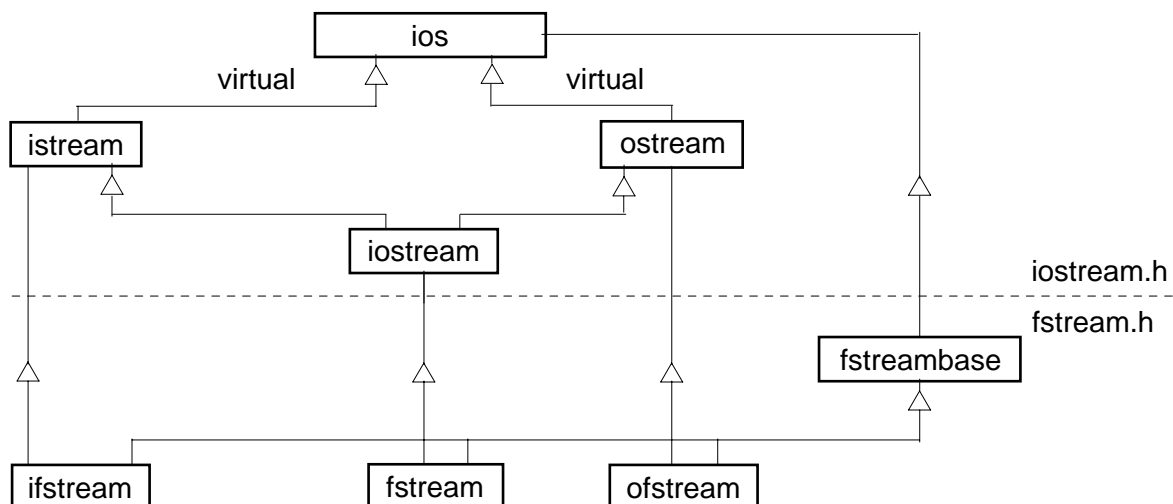 ios
virtual
virtual
istream
ostream
iostream
iostream.h
fstream.h
fstreambase
ifstream
fstream
ofstream